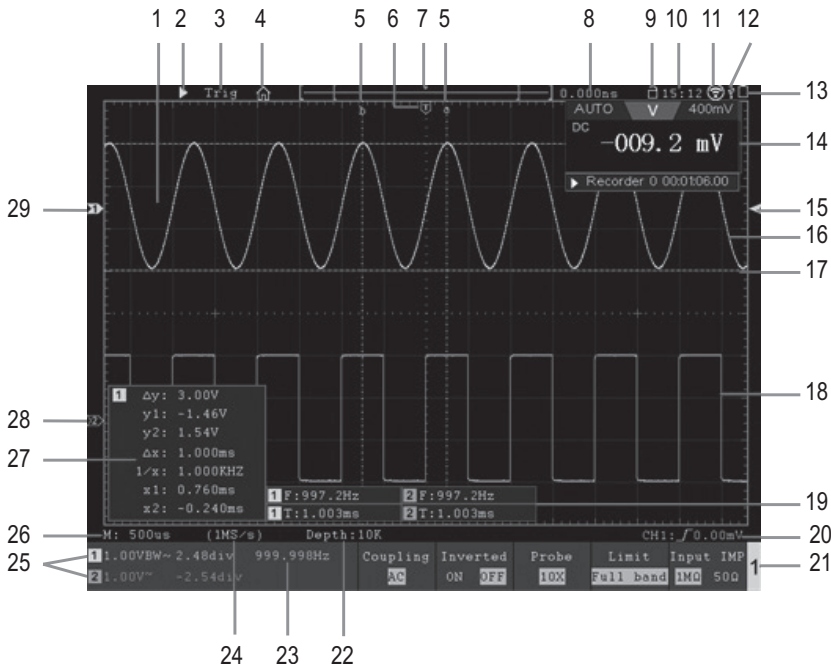 1 2 3 4 5 6 7 5 8 9 10 11 12
Trig 0.000ns 15:12
13
b T a
AUTO V 400mV
DC
-009.2 mV
14
Recorder 0 00:01:06.00
29 1 15
16
17
18
1 Δy: 3.00V
y1: -1.46V
28 2 y2: 1.54V
27 Δx: 1.000ms
1/x: 1.000KHZ
x1: 0.760ms
x2: -0.240ms
1 F:997.2Hz 2 F:997.2Hz
1 T:1.003ms 2 T:1.003ms
19
26 M: 500us (1MS/s) Depth:10K CH1: 0.00mV 20
25 1 1.00VBW~ 2.48div 999.998Hz Coupling Inverted Probe Limit Input IMP 1 21
2 1.00V~ -2.54div AC ON OFF 10X Full band 1MΩ 50Ω
24 23 22